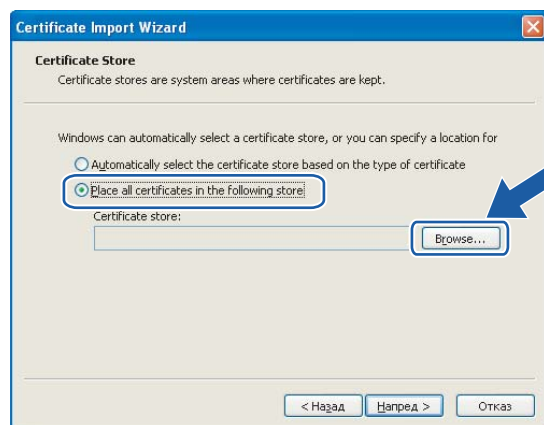 Certificate Import Wizard
Certificate Store
Certificate stores are system areas where certificates are kept.
Windows can automatically select a certificate store, or you can specify a location for
Automatically select the certificate store based on the type of certificate
Place all certificates in the following store
Certificate store:
Browse...
< Назад
Напред >
Отказ